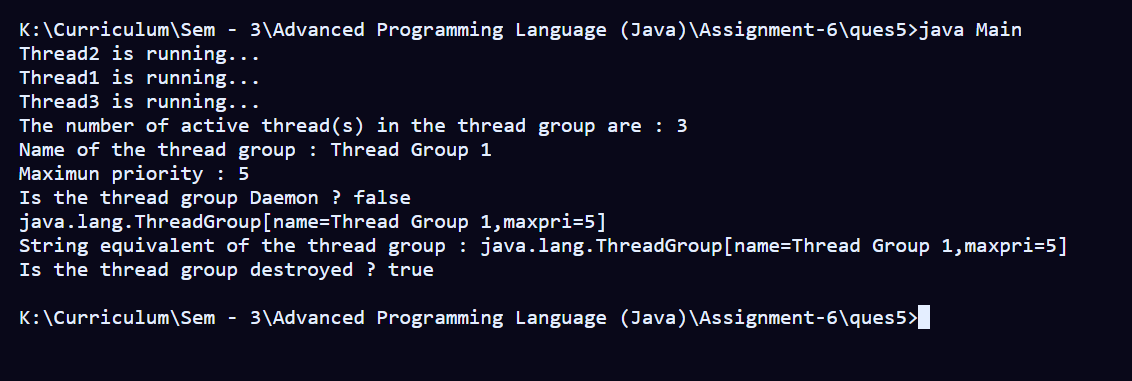 K:\Curriculum\Sem - 3\Advanced Programming Language (Java)\Assignment-6\ques5>java Main
Thread2 is running...
Thread1 is running...
Thread3 is running...
The number of active thread(s) in the thread group are : 3
Name of the thread group : Thread Group 1
Maximun priority : 5
Is the thread group Daemon ? false
java.lang.ThreadGroup[name=Thread Group 1,maxpri=5]
String equivalent of the thread group : java.lang.ThreadGroup[name=Thread Group 1,maxpri=5]
Is the thread group destroyed ? true
K:\Curriculum\Sem - 3\Advanced Programming Language (Java)\Assignment-6\ques5>